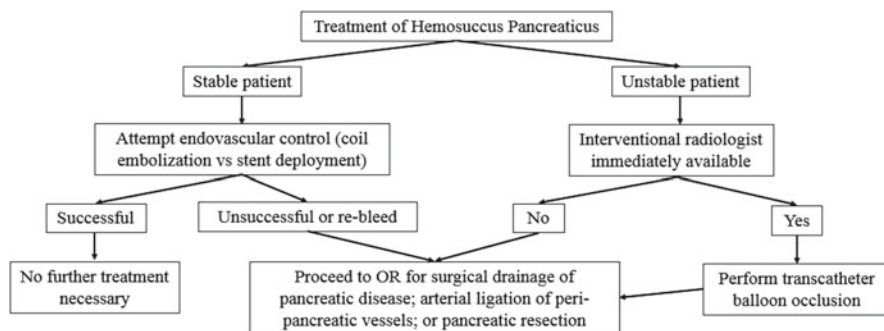 Treatment of Hemosuccus Pancreaticus
Stable patient
Unstable patient
Attempt endovascular control (coil
embolization vs stent deployment)
Interventional radiologist
immediately available
Successful
Unsuccessful or re-bleed
No
Yes
No further treatment
necessary
Proceed to OR for surgical drainage of
pancreatic disease; arterial ligation of peri-
pancreatic vessels; or pancreatic resection
Perform transcatheter
balloon occlusion